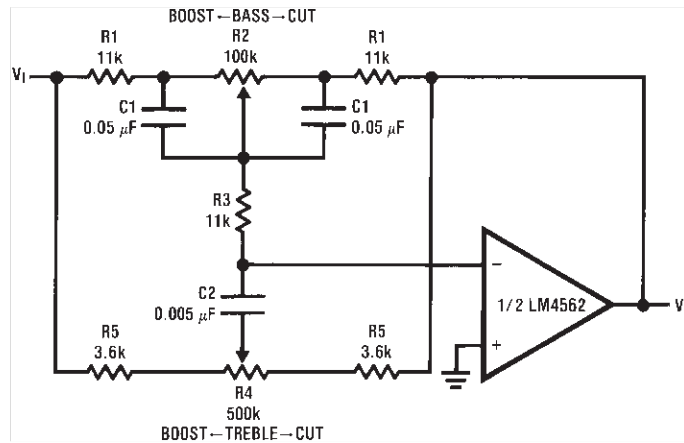 BOOST←BASS→CUT
R1
11k
R2
100k
R1
11k
VI
C1
0.05 μF
C1
0.05 μF
R3
11k
C2
0.005 μF
−
1/2 LM4562
V
+
R5
3.6k
R5
3.6k
R4
500k
BOOST←TREBLE→CUT